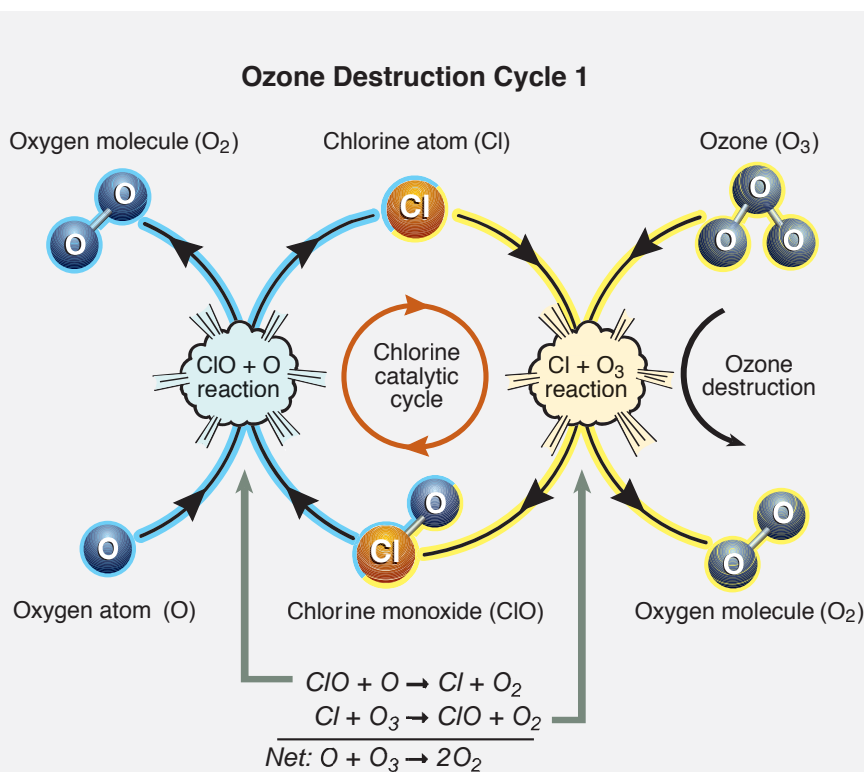 Ozone Destruction Cycle 1
Oxygen molecule (O₂)
Chlorine atom (Cl)
Ozone (O₃)
O
O
Cl
O
O
O
ClO + O
reaction
Chlorine
catalytic
cycle
Cl + O₃
reaction
Ozone
destruction
O
Cl
O
O
O
Oxygen atom (O)
Chlorine monoxide (ClO)
Oxygen molecule (O₂)
ClO + O → Cl + O₂
Cl + O₃ → ClO + O₂
Net: O + O₃ → 2O₂